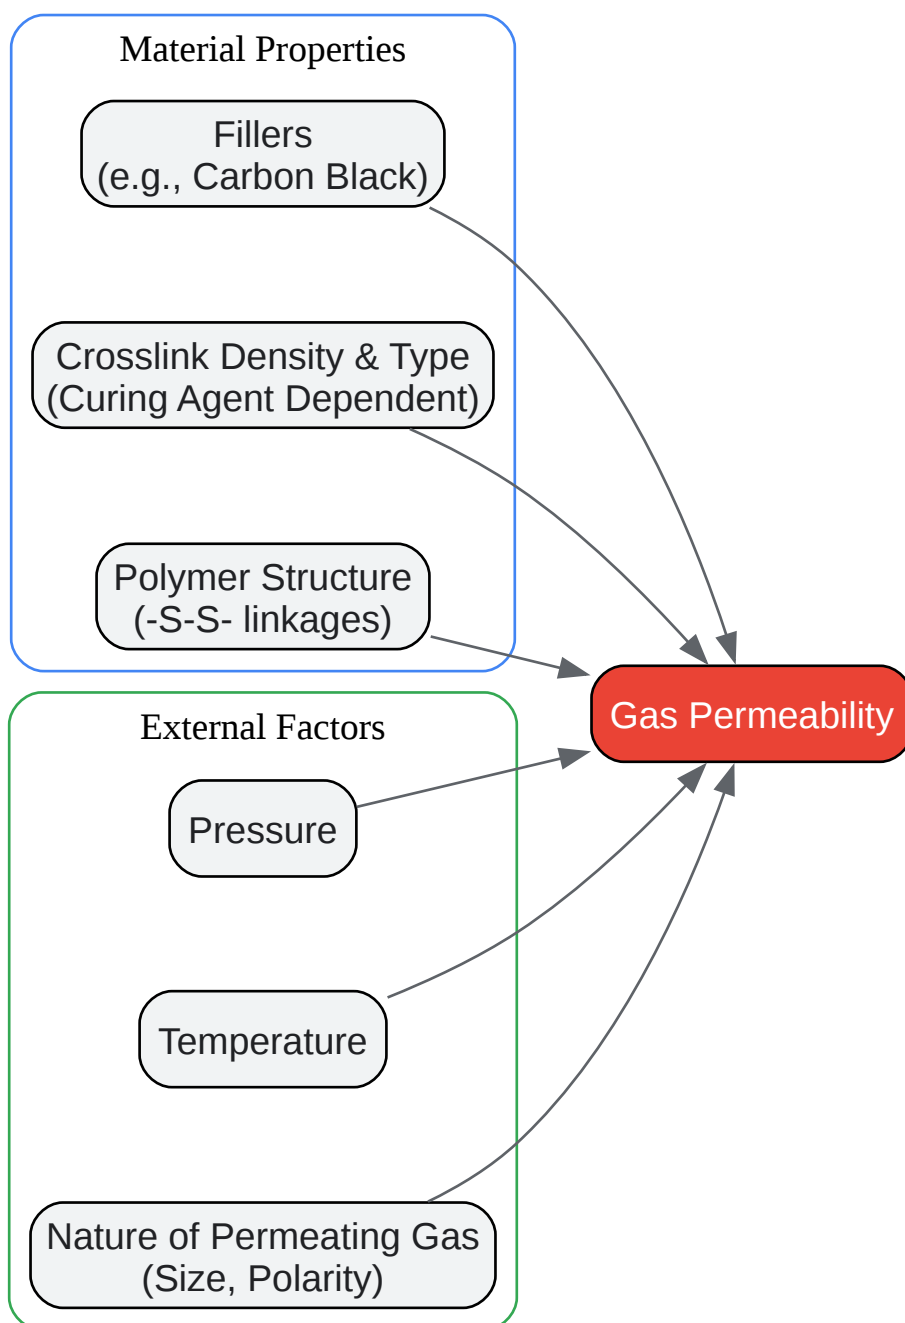 Material Properties
Fillers
(e.g., Carbon Black)
Crosslink Density & Type
(Curing Agent Dependent)
Polymer Structure
(-S-S- linkages)
Gas Permeability
External Factors
Pressure
Temperature
Nature of Permeating Gas
(Size, Polarity)